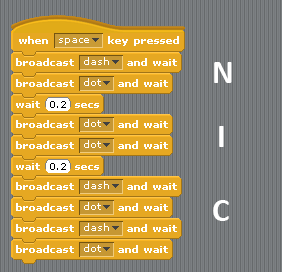 when space key pressed
broadcast dash and wait
broadcast dot and wait
wait 0.2 secs
broadcast dot and wait
broadcast dot and wait
wait 0.2 secs
broadcast dash and wait
broadcast dot and wait
broadcast dash and wait
broadcast dot and wait
N
I
C